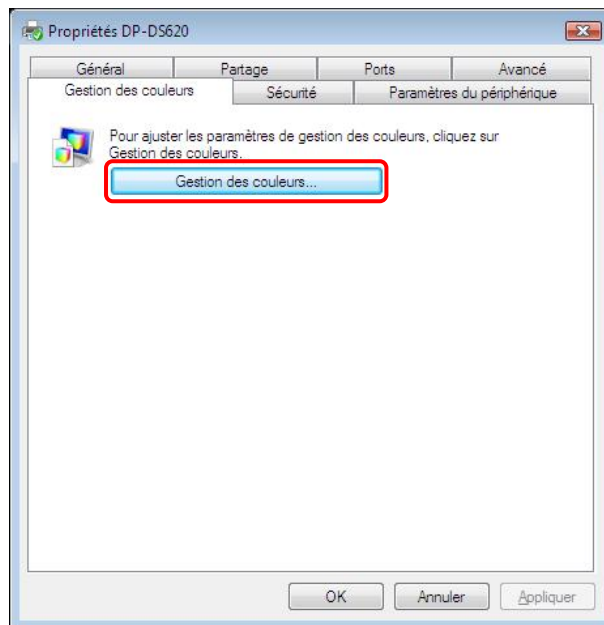 Propriétés DP-DS620
Général Partage Ports Avancé
Gestion des couleurs Sécurité Paramètres du périphérique
Pour ajuster les paramètres de gestion des couleurs, cliquez sur
Gestion des couleurs.
Gestion des couleurs...
OK Annuler Appliquer